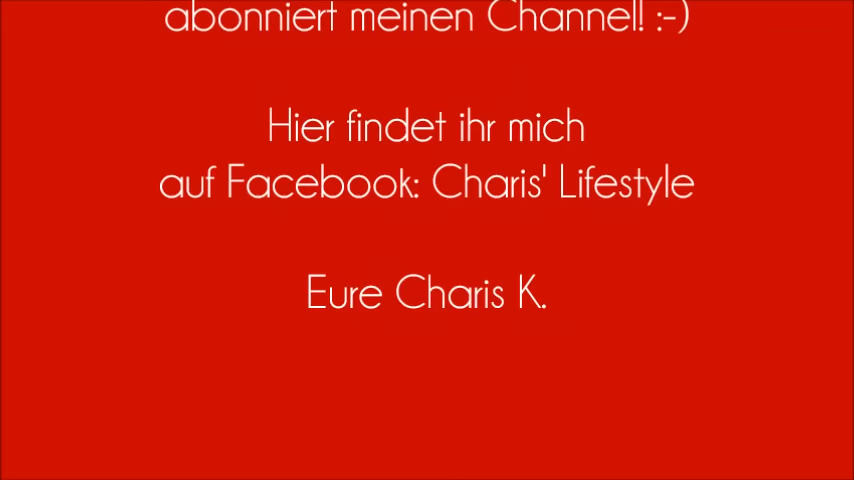 abonniert meinen Channel! :-)
Hier findet ihr mich
auf Facebook: Charis' Lifestyle
Eure Charis K.